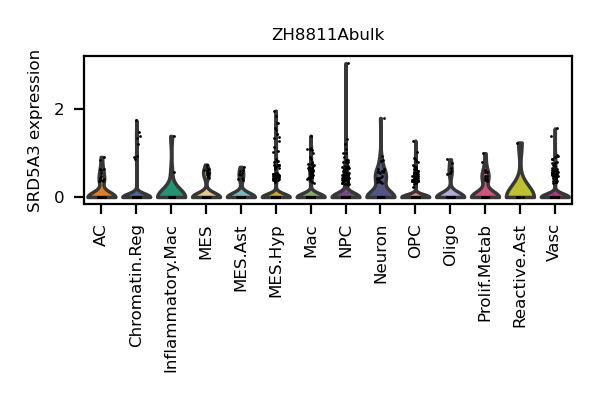 ZH8811Abulk
SRD5A3 expression
2
0
AC
Chromatin.Reg
Inflammatory.Mac
MES
MES.Ast
MES.Hyp
Mac
NPC
Neuron
OPC
Oligo
Prolif.Metab
Reactive.Ast
Vasc